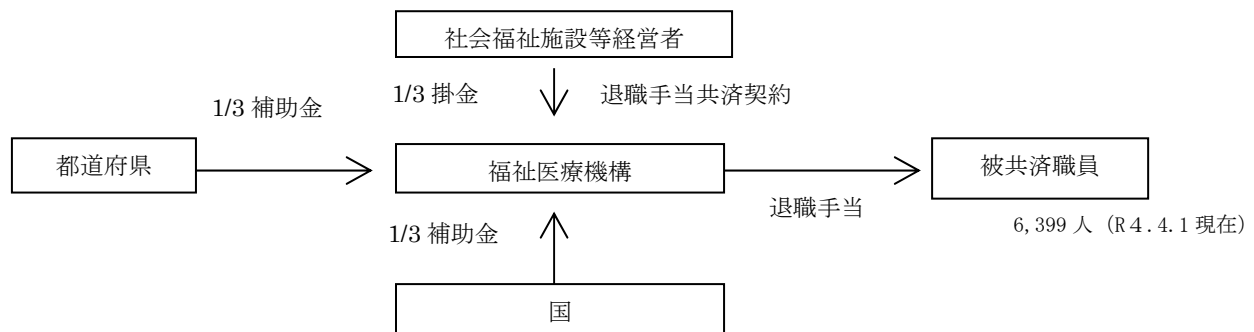 社会福祉施設等経営者
1/3 掛金
退職手当共済契約
1/3 補助金
都道府県
福祉医療機構
被共済職員
退職手当
6,399 人（R４.4.1 現在）
1/3 補助金
国